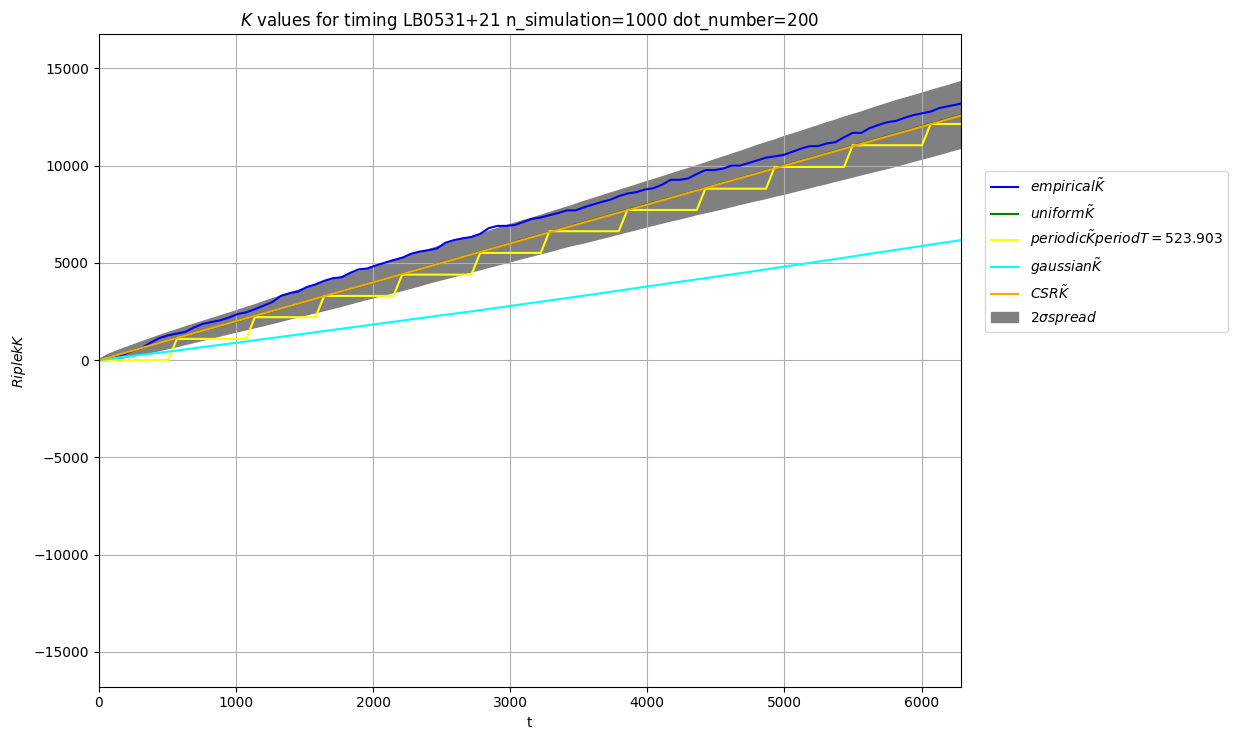 K values for timing LB0531+21 n_simulation=1000 dot_number=200
15000
10000
5000
0
−5000
−10000
−15000
RiplekK
0 1000 2000 3000 4000 5000 6000
t
empiricalK̃
uniformK̃
periodicK̃periodT = 523.903
gaussianK̃
CSRK̃
2σspread